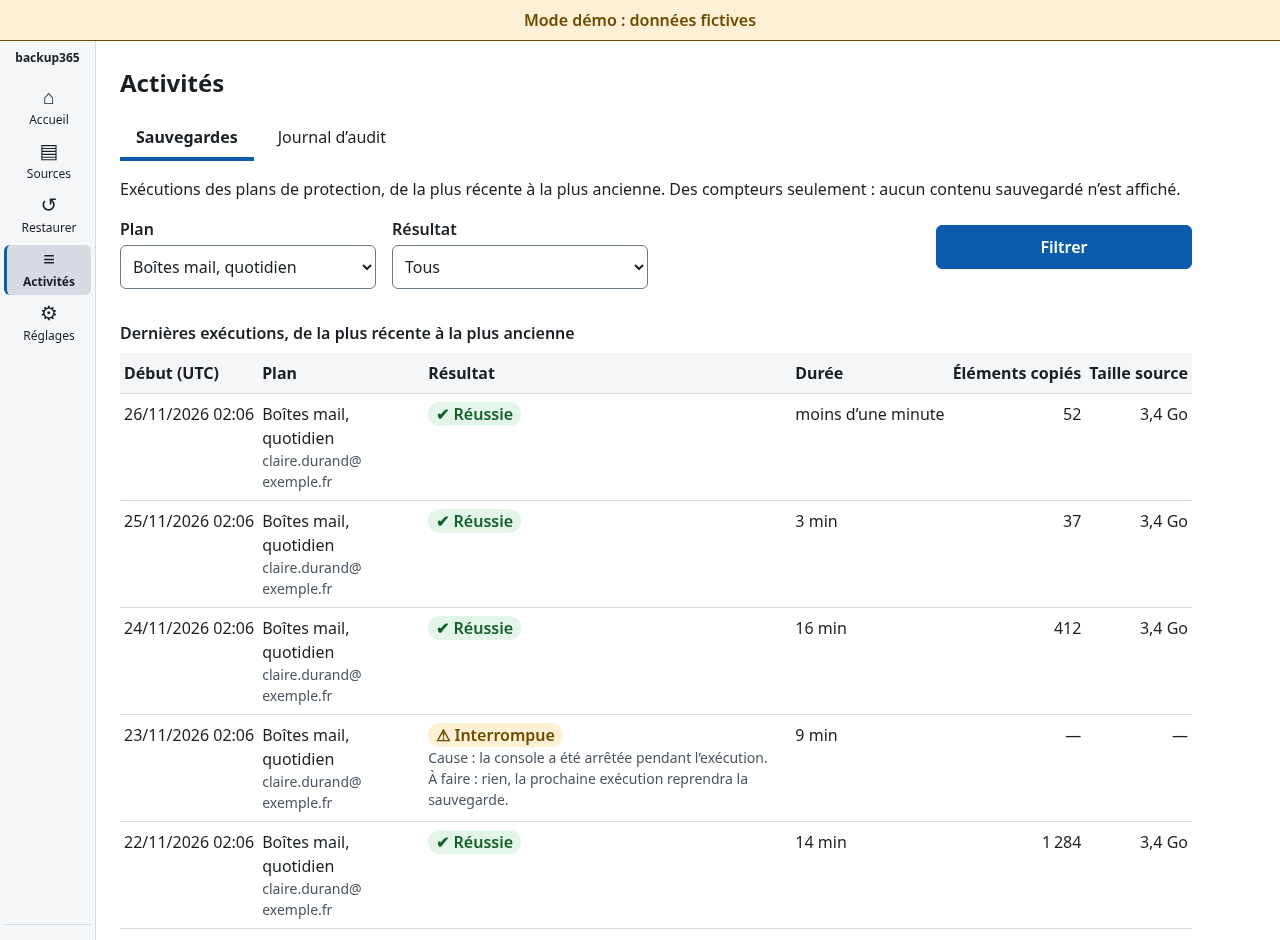 Mode démo : données fictives
backup365
Accueil
Sources
Restaurer
Activités
Réglages
Activités
Sauvegardes
Journal d’audit
Exécutions des plans de protection, de la plus récente à la plus ancienne. Des compteurs seulement : aucun contenu sauvegardé n’est affiché.
Plan
Résultat
Boîtes mail, quotidien
Tous
Filtrer
Dernières exécutions, de la plus récente à la plus ancienne
Début (UTC) Plan Résultat Durée Éléments copiés Taille source
26/11/2026 02:06 Boîtes mail, ✔ Réussie moins d’une minute 52 3,4 Go
quotidien
claire.durand@
exemple.fr
25/11/2026 02:06 Boîtes mail, ✔ Réussie 3 min 37 3,4 Go
quotidien
claire.durand@
exemple.fr
24/11/2026 02:06 Boîtes mail, ✔ Réussie 16 min 412 3,4 Go
quotidien
claire.durand@
exemple.fr
23/11/2026 02:06 Boîtes mail, ⚠ Interrompue 9 min — —
quotidien
claire.durand@
exemple.fr
Cause : la console a été arrêtée pendant l’exécution.
À faire : rien, la prochaine exécution reprendra la
sauvegarde.
22/11/2026 02:06 Boîtes mail, ✔ Réussie 14 min 1 284 3,4 Go
quotidien
claire.durand@
exemple.fr